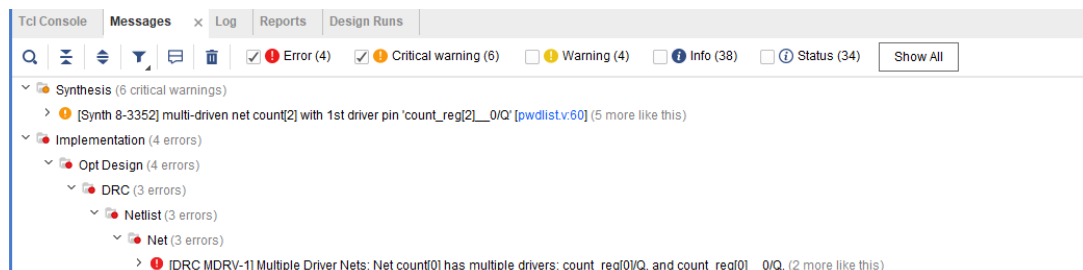 Tcl Console Messages × Log Reports Design Runs
Error (4) Critical warning (6) Warning (4) Info (38) Status (34) Show All
Synthesis (6 critical warnings)
[Synth 8-3352] multi-driven net count[2] with 1st driver pin 'count_reg[2]__0/Q' [pwdlist.v:60] (5 more like this)
Implementation (4 errors)
Opt Design (4 errors)
DRC (3 errors)
Netlist (3 errors)
Net (3 errors)
[DRC MDRV-1] Multiple Driver Nets: Net count[0] has multiple drivers: count_reg[0]/Q, and count_reg[0]__0/Q. (2 more like this)